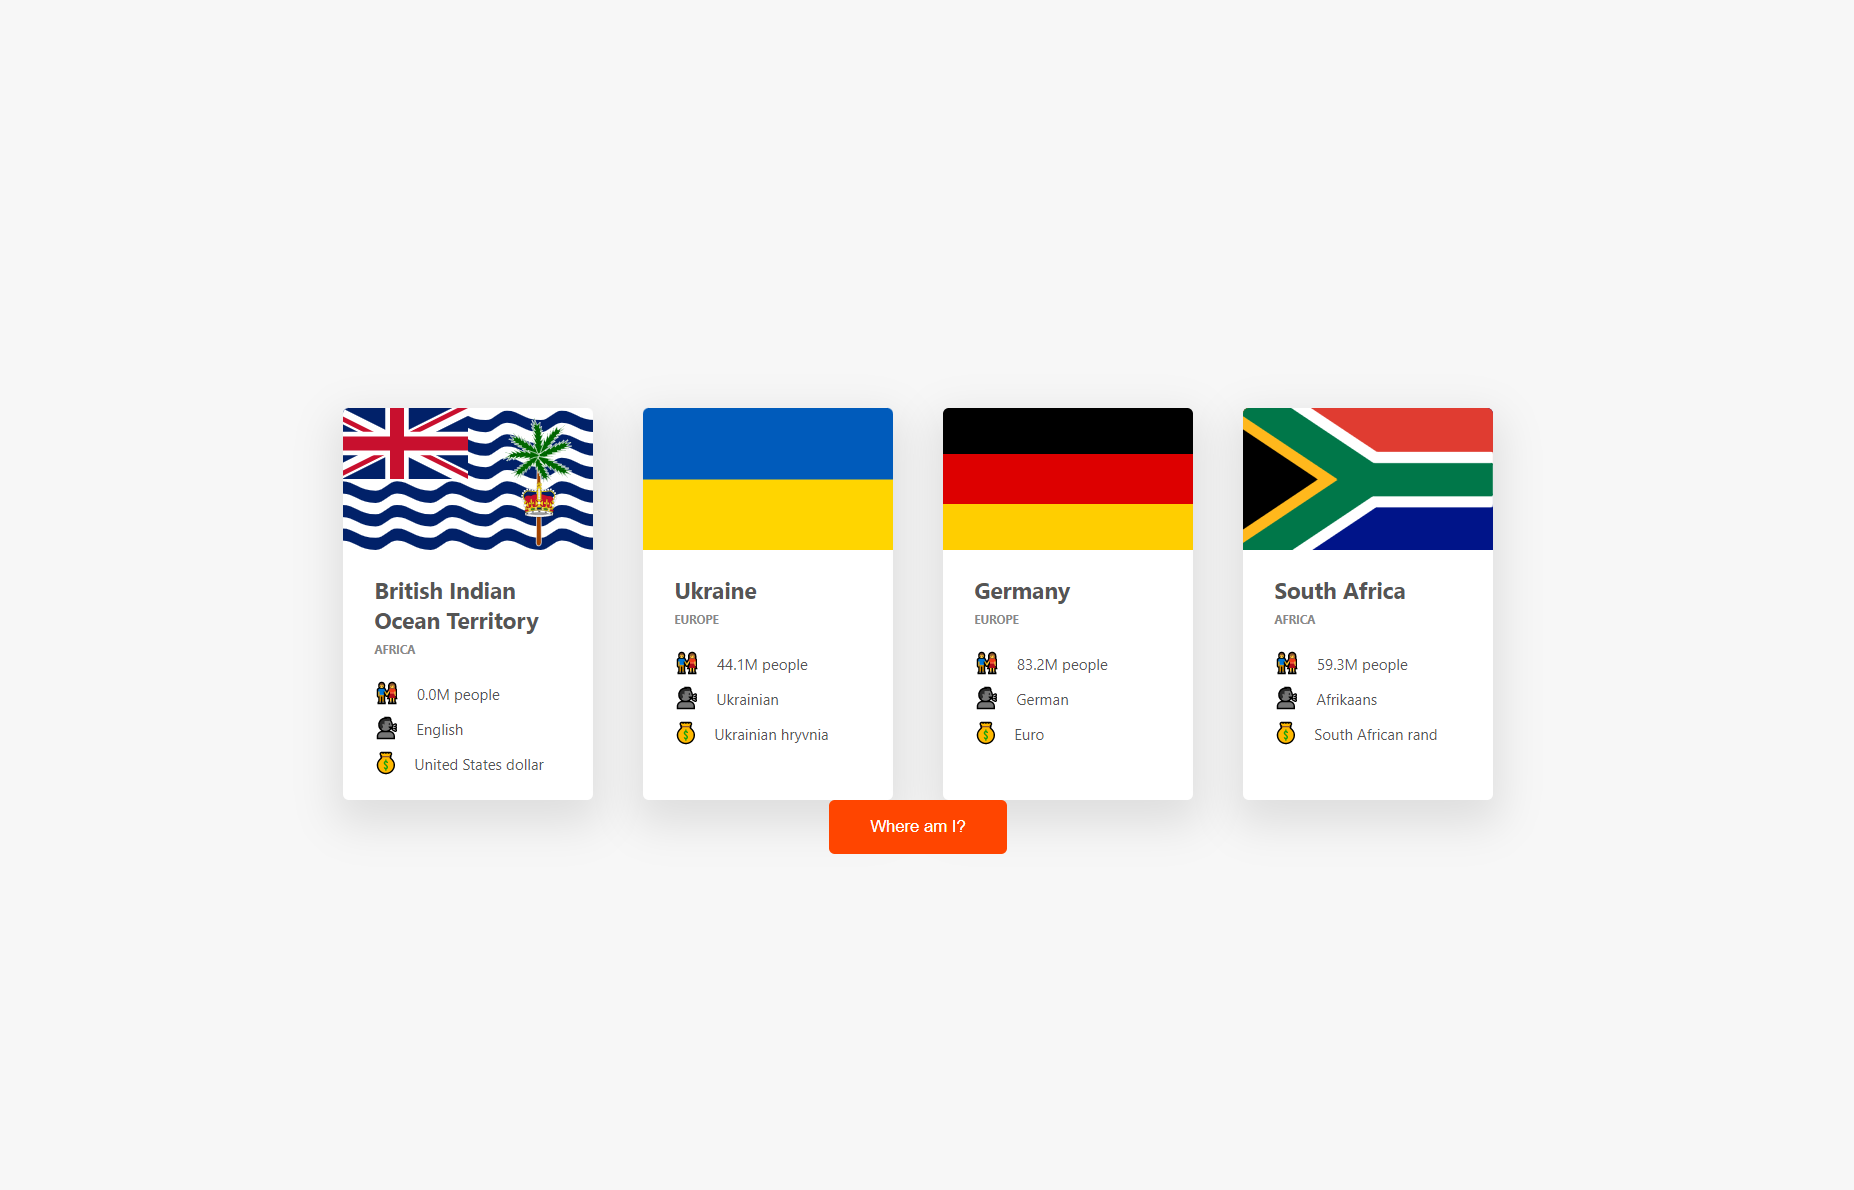 British Indian
Ocean Territory
AFRICA
0.0M people
English
United States dollar
Ukraine
EUROPE
44.1M people
Ukrainian
Ukrainian hryvnia
Germany
EUROPE
83.2M people
German
Euro
South Africa
AFRICA
59.3M people
Afrikaans
South African rand
Where am I?